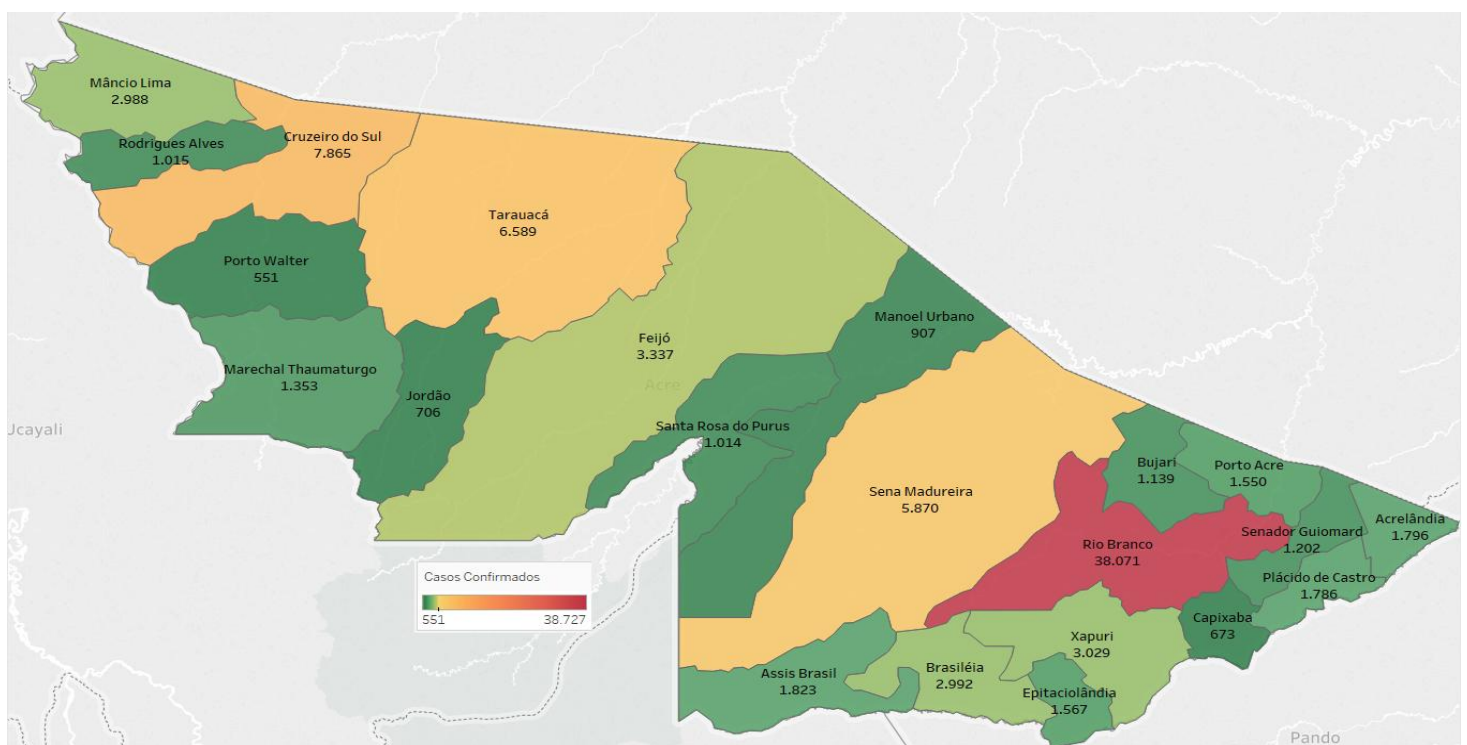 Mâncio Lima
2.988
Rodrigues Alves
1.015
Cruzeiro do Sul
7.865
Tarauacá
6.589
Porto Walter
551
Marechal Thaumaturgo
1.353
Jordão
706
Feijó
3.337
Acre
Manoel Urbano
907
Santa Rosa do Purus
1.014
Ucayali
Sena Madureira
5.870
Bujari
1.139
Porto Acre
1.550
Rio Branco
38.071
Senador Guiomard
1.202
Acrelândia
1.796
Plácido de Castro
1.786
Capixaba
673
Xapuri
3.029
Assis Brasil
1.823
Brasiléia
2.992
Epitaciolândia
1.567
Pando
Casos Confirmados
551 38.727